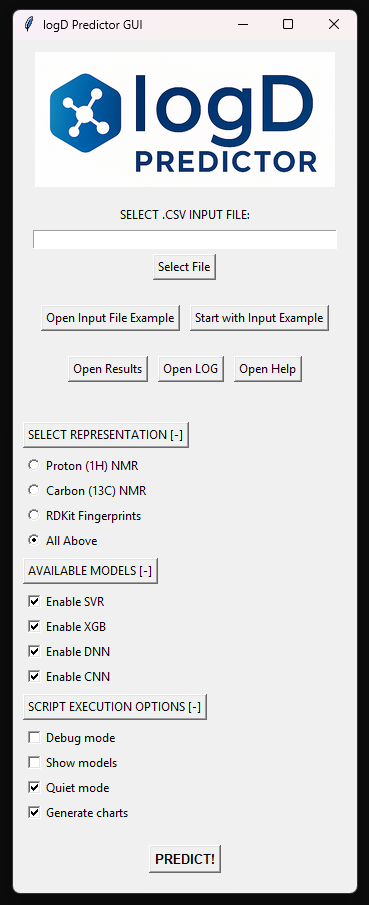 logD Predictor GUI
logD
PREDICTOR
SELECT .CSV INPUT FILE:
Select File
Open Input File Example Start with Input Example
Open Results Open LOG Open Help
SELECT REPRESENTATION [-]
Proton (1H) NMR
Carbon (13C) NMR
RDKit Fingerprints
All Above
AVAILABLE MODELS [-]
Enable SVR
Enable XGB
Enable DNN
Enable CNN
SCRIPT EXECUTION OPTIONS [-]
Debug mode
Show models
Quiet mode
Generate charts
PREDICT!